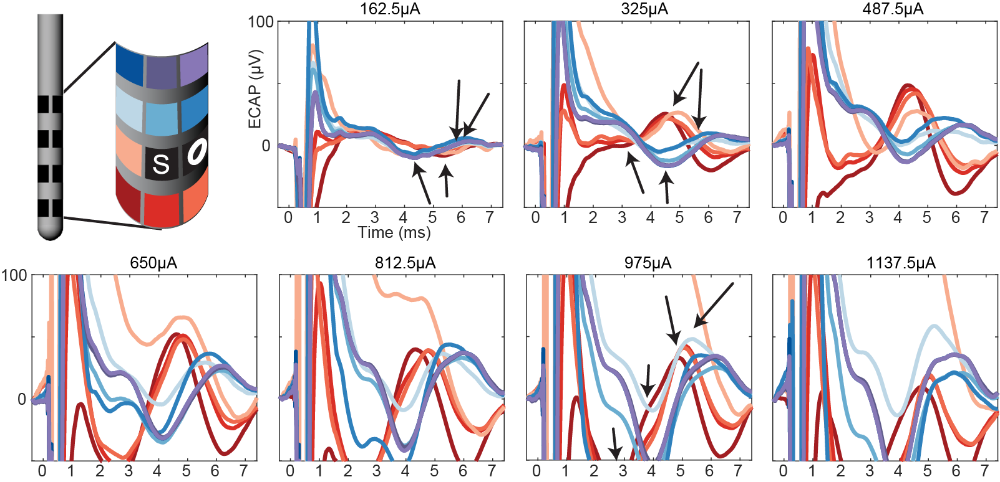 162.5µA
325µA
487.5µA
100
0
ECAP (µV)
S
O
0 1 2 3 4 5 6 7
0 1 2 3 4 5 6 7
0 1 2 3 4 5 6 7
Time (ms)
650µA
812.5µA
975µA
1137.5µA
100
0
0 1 2 3 4 5 6 7
0 1 2 3 4 5 6 7
0 1 2 3 4 5 6 7
0 1 2 3 4 5 6 7